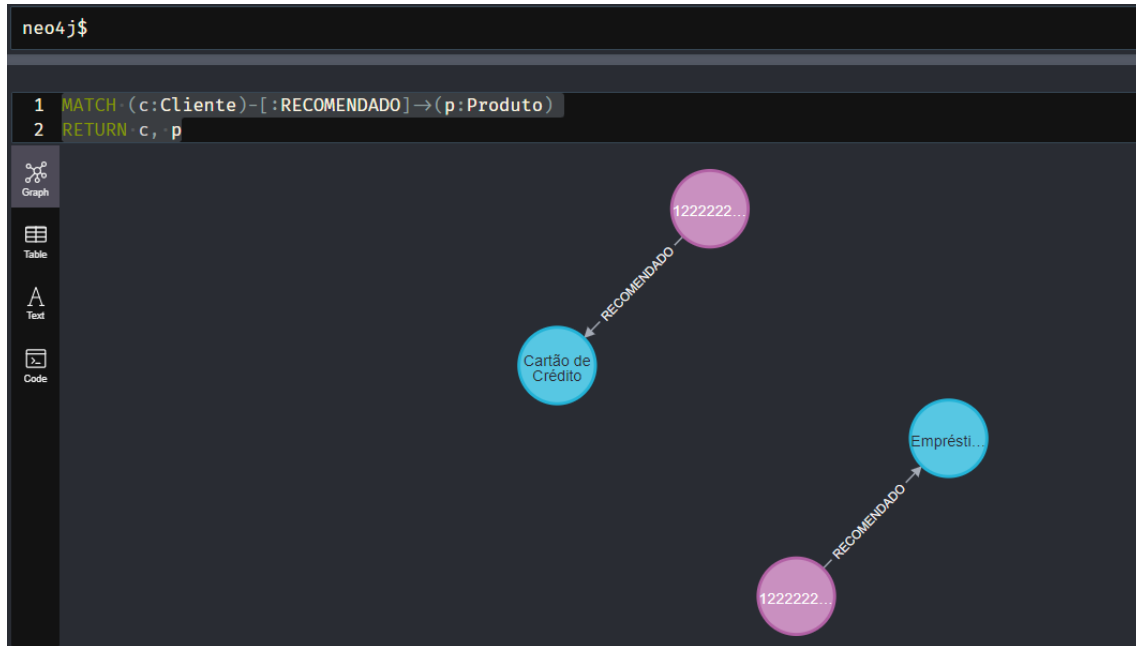 neo4j$
1 MATCH (c:Cliente)-[:RECOMENDADO]→(p:Produto)
2 RETURN c, p
Graph
Table
A
Text
Code
1222222...
RECOMENDADO
Cartão de
Crédito
Emprésti...
RECOMENDADO
1222222...